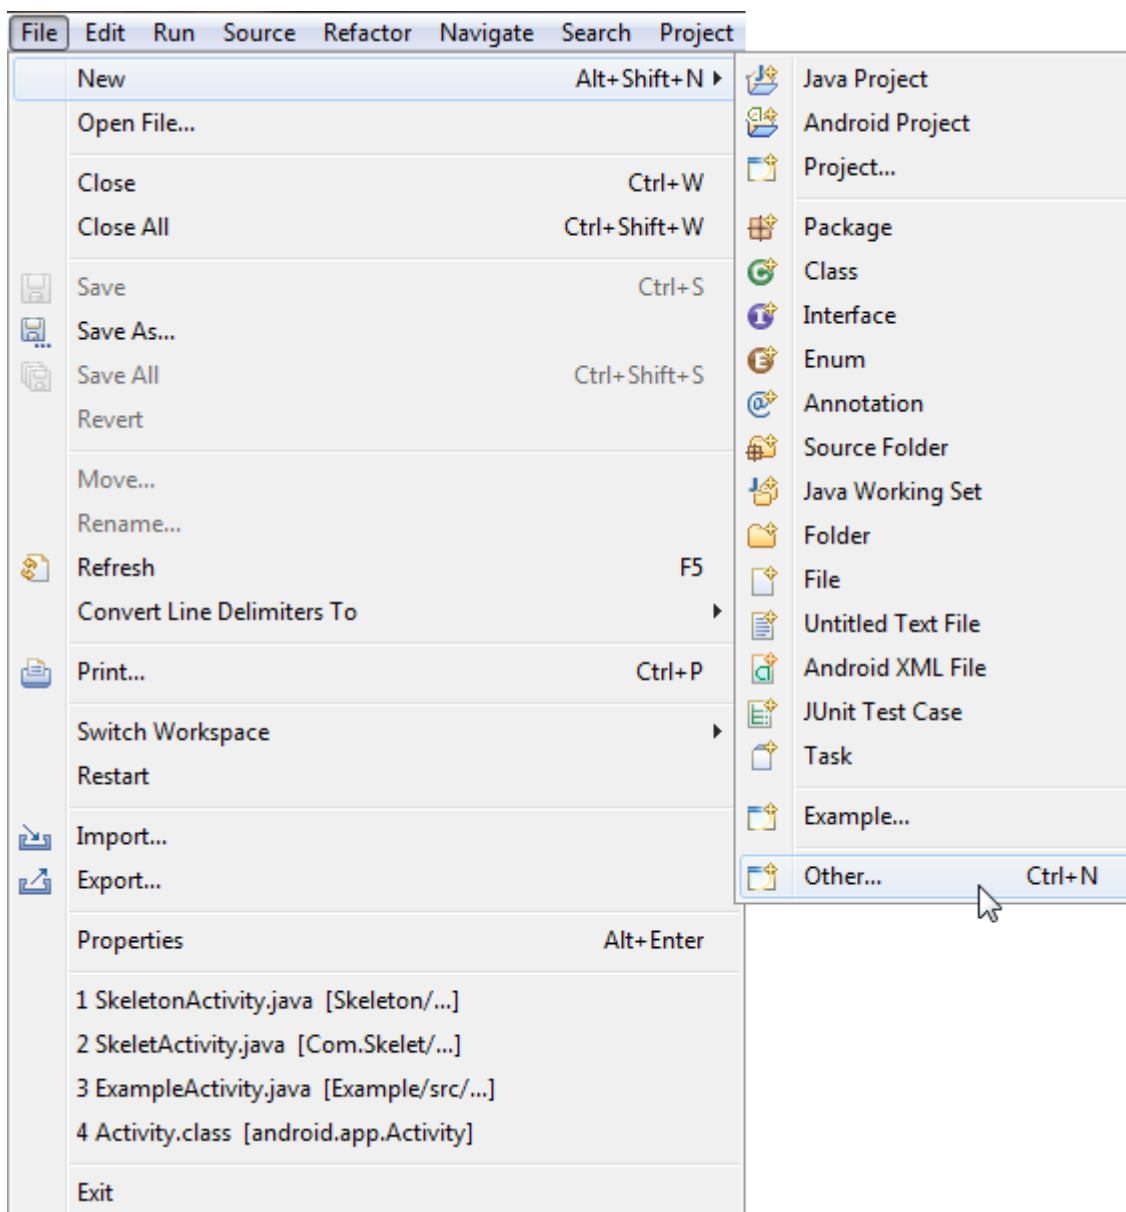 File Edit Run Source Refactor Navigate Search Project
New Alt+Shift+N
Open File...
Close Ctrl+W
Close All Ctrl+Shift+W
Save Ctrl+S
Save As...
Save All Ctrl+Shift+S
Revert
Move...
Rename...
Refresh F5
Convert Line Delimiters To
Print... Ctrl+P
Switch Workspace
Restart
Import...
Export...
Properties Alt+Enter
1 SkeletonActivity.java [Skeleton/...]
2 SkeletActivity.java [Com.Skelet/...]
3 ExampleActivity.java [Example/src/...]
4 Activity.class [android.app.Activity]
Exit
Java Project
Android Project
Project...
Package
Class
Interface
Enum
Annotation
Source Folder
Java Working Set
Folder
File
Untitled Text File
Android XML File
JUnit Test Case
Task
Example...
Other... Ctrl+N